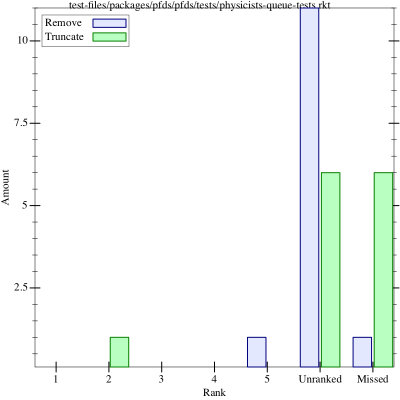 test-files/packages/pfds/pfds/tests/physicists-queue-tests.rkt
Remove
Truncate
10
7.5
5
2.5
Amount
1 2 3 4 5 Unranked Missed
Rank